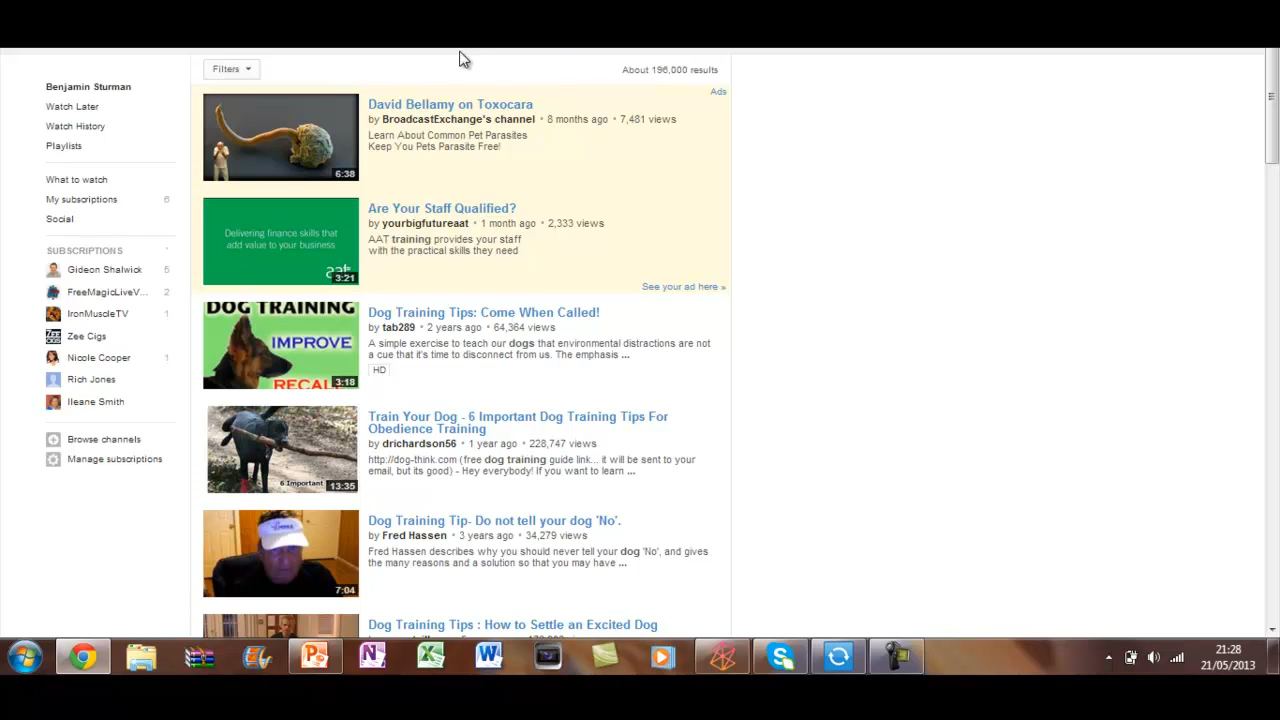 Filters
About 196,000 results
Benjamin Sturman
Watch Later
Watch History
Playlists
What to watch
My subscriptions 6
Social
SUBSCRIPTIONS
Gideon Shalwick 5
FreeMagicLiveV... 2
IronMuscleTV 1
Zee Cigs
Nicole Cooper 1
Rich Jones
Ileane Smith
Browse channels
Manage subscriptions
Ads
6:38
David Bellamy on Toxocara
by BroadcastExchange's channel • 8 months ago • 7,481 views
Learn About Common Pet Parasites
Keep You Pets Parasite Free!
Delivering finance skills that
add value to your business
aat
3:21
Are Your Staff Qualified?
by yourbigfutureaat • 1 month ago • 2,333 views
AAT training provides your staff
with the practical skills they need
See your ad here »
DOG TRAINING
IMPROVE
RECALL
3:18
Dog Training Tips: Come When Called!
by tab289 • 2 years ago • 64,364 views
A simple exercise to teach our dogs that environmental distractions are not
a cue that it's time to disconnect from us. The emphasis ...
HD
6 Important
13:35
Train Your Dog - 6 Important Dog Training Tips For
Obedience Training
by drichardson56 • 1 year ago • 228,747 views
http://dog-think.com (free dog training guide link... it will be sent to your
email, but its good) - Hey everybody! If you want to learn ...
7:04
Dog Training Tip- Do not tell your dog 'No'.
by Fred Hassen • 3 years ago • 34,279 views
Fred Hassen describes why you should never tell your dog 'No', and gives
the many reasons and a solution so that you may have ...
Dog Training Tips : How to Settle an Excited Dog
21:28
21/05/2013